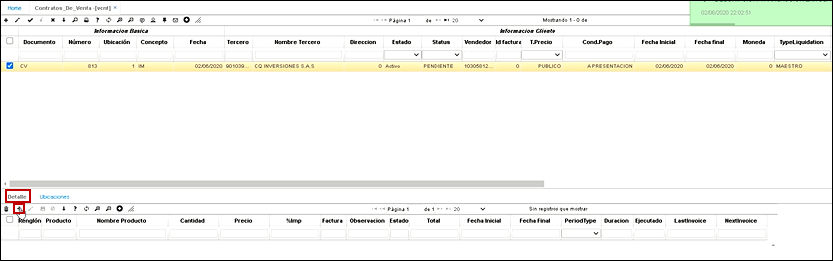 Home Contratos_De_Venta -[vcnt] ×
02/06/2020 22:02:51
Página 1 de 20 Mostrando 1 - 0 de
Informacion Basica Informacion Cliente
Documento Número Ubicación Concepto Fecha Tercero Nombre Tercero Direccion Estado Status Vendedor Id factura T.Precio Cond.Pago Fecha Inicial Fecha final Moneda TypeLiquidation
CV 813 1 IM 02/06/2020 901039... CQ INVERSIONES S.A.S 0 Activo PENDIENTE 10305812... 0 PUBLICO APRESENTACION 02/06/2020 02/06/2020 0 MAESTRO
Detalle Ubicaciones
Página 1 de 1 20 Sin registros que mostrar
Renglón Producto Nombre Producto Cantidad Precio %Imp Factura Observacion Estado Total Fecha Inicial Fecha Final PeriodType Duracion Ejecutado LastInvoice NextInvoice